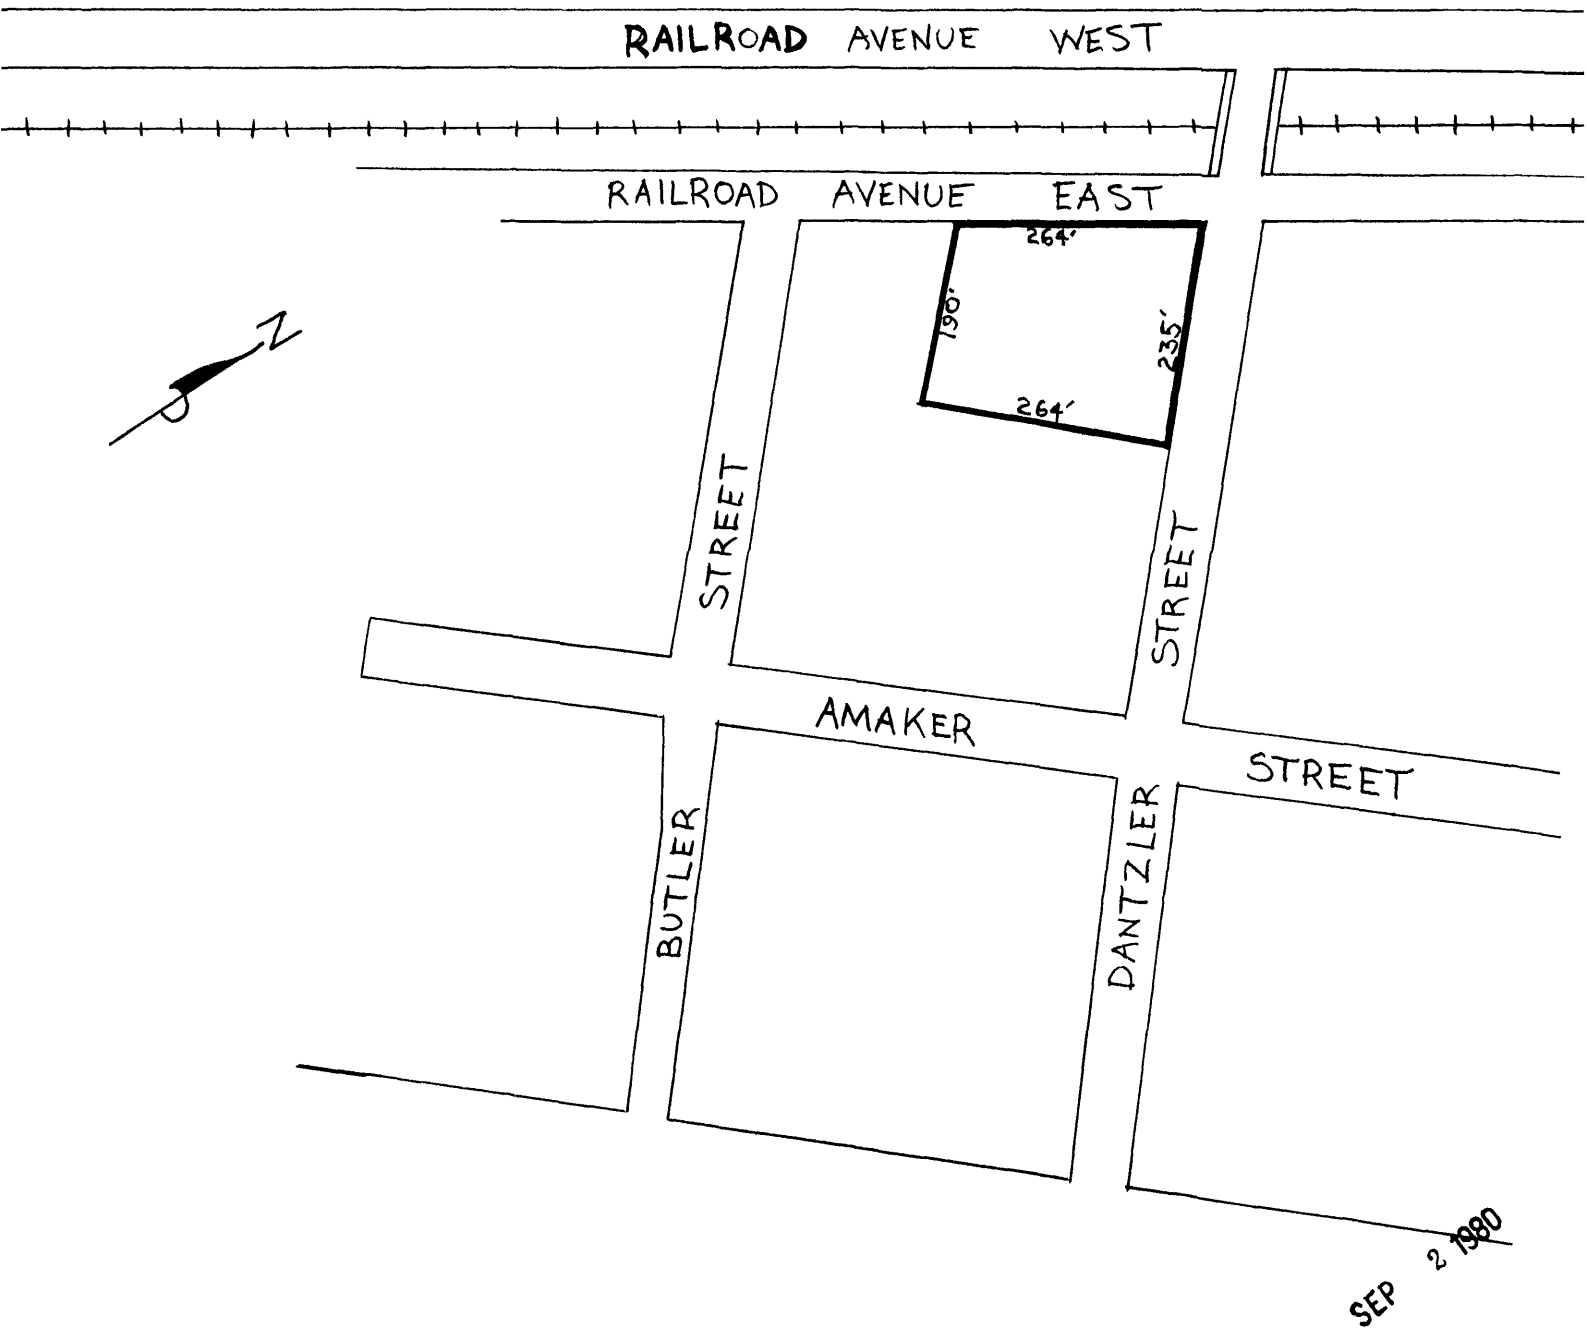 RAILROAD AVENUE WEST
RAILROAD AVENUE EAST
264'
190'
235'
264'
N
STREET
STREET
AMAKER
STREET
BUTLER
DANTZLER
SEP 2 1980